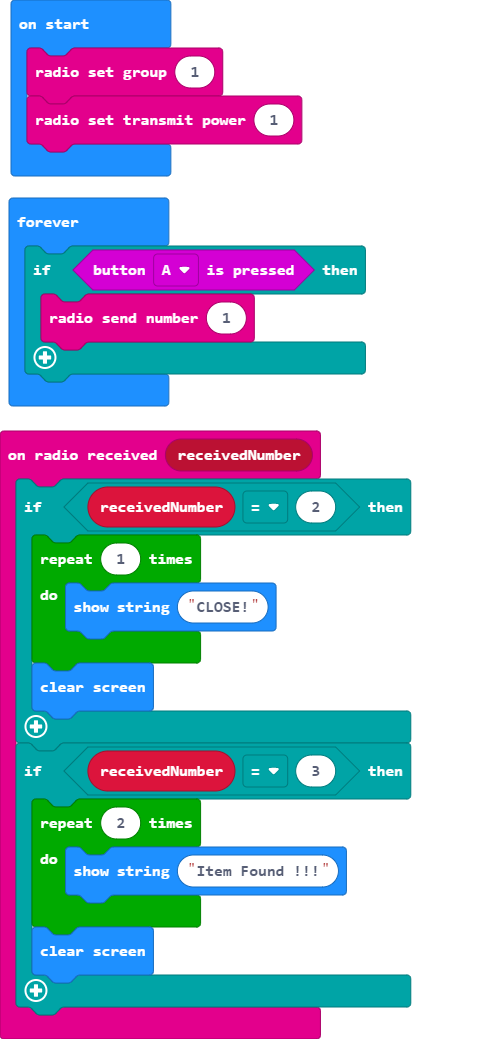 on start
radio set group 1
radio set transmit power 1
forever
if button A is pressed then
radio send number 1
on radio received receivedNumber
if receivedNumber = 2 then
repeat 1 times
do show string "CLOSE!"
clear screen
if receivedNumber = 3 then
repeat 2 times
do show string "Item Found !!!"
clear screen